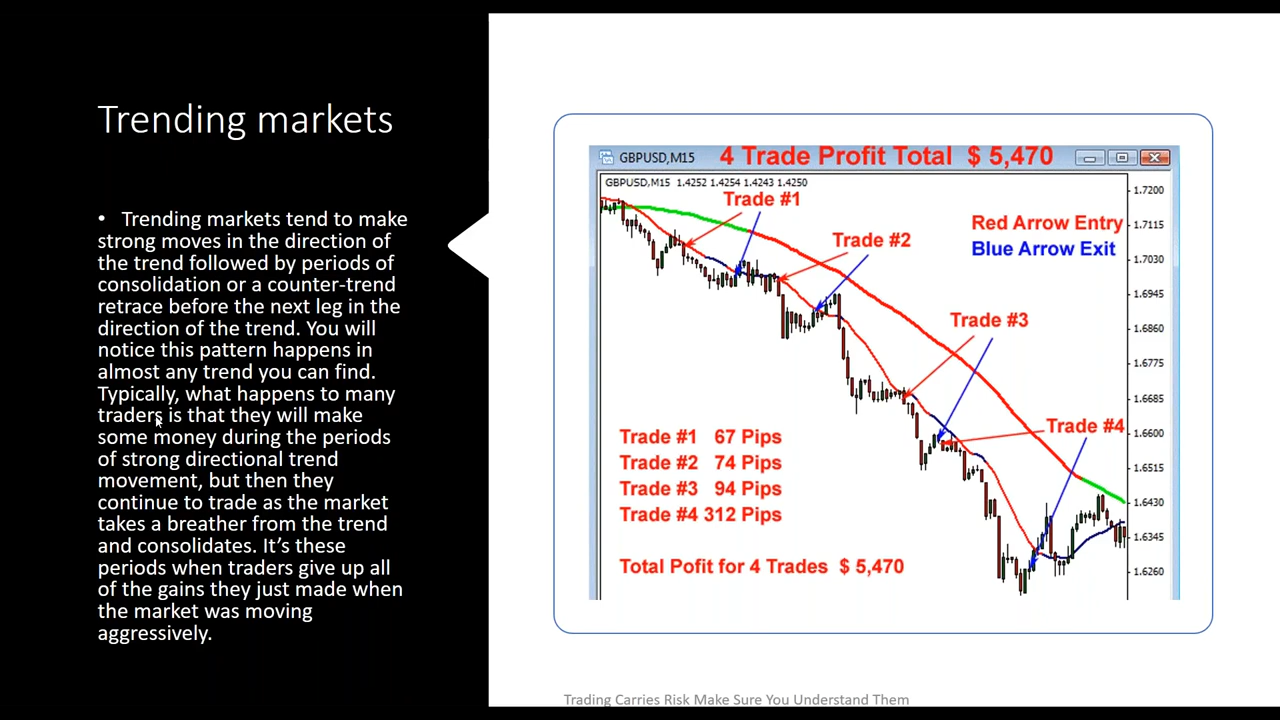 Trending markets
• Trending markets tend to make
strong moves in the direction of
the trend followed by periods of
consolidation or a counter-trend
retrace before the next leg in the
direction of the trend. You will
notice this pattern happens in
almost any trend you can find.
Typically, what happens to many
traders is that they will make
some money during the periods
of strong directional trend
movement, but then they
continue to trade as the market
takes a breather from the trend
and consolidates. It’s these
periods when traders give up all
of the gains they just made when
the market was moving
aggressively.
GBPUSD,M15
4 Trade Profit Total $ 5,470
GBPUSD,M15 1.4252 1.4254 1.4243 1.4250
Trade #1
Trade #2
Trade #3
Trade #4
Red Arrow Entry
Blue Arrow Exit
Trade #1 67 Pips
Trade #2 74 Pips
Trade #3 94 Pips
Trade #4 312 Pips
Total Pofit for 4 Trades $ 5,470
1.7200
1.7115
1.7030
1.6945
1.6860
1.6775
1.6685
1.6600
1.6515
1.6430
1.6345
1.6260
Trading Carries Risk Make Sure You Understand Them